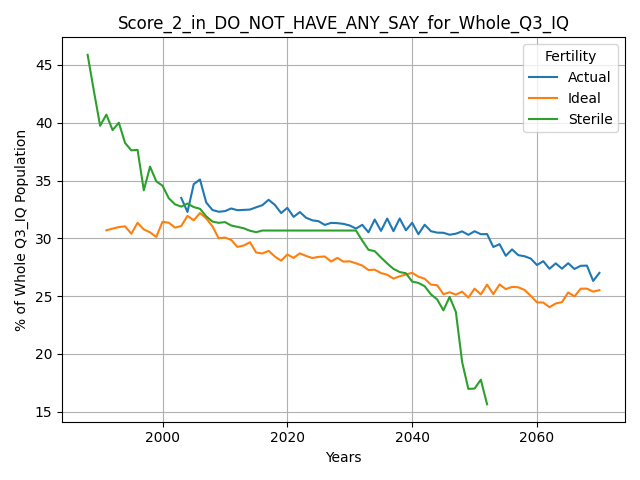 Score_2_in_DO_NOT_HAVE_ANY_SAY_for_Whole_Q3_IQ
Fertility
Actual
Ideal
Sterile
% of Whole Q3_IQ Population
45
40
35
30
25
20
15
2000
2020
2040
2060
Years